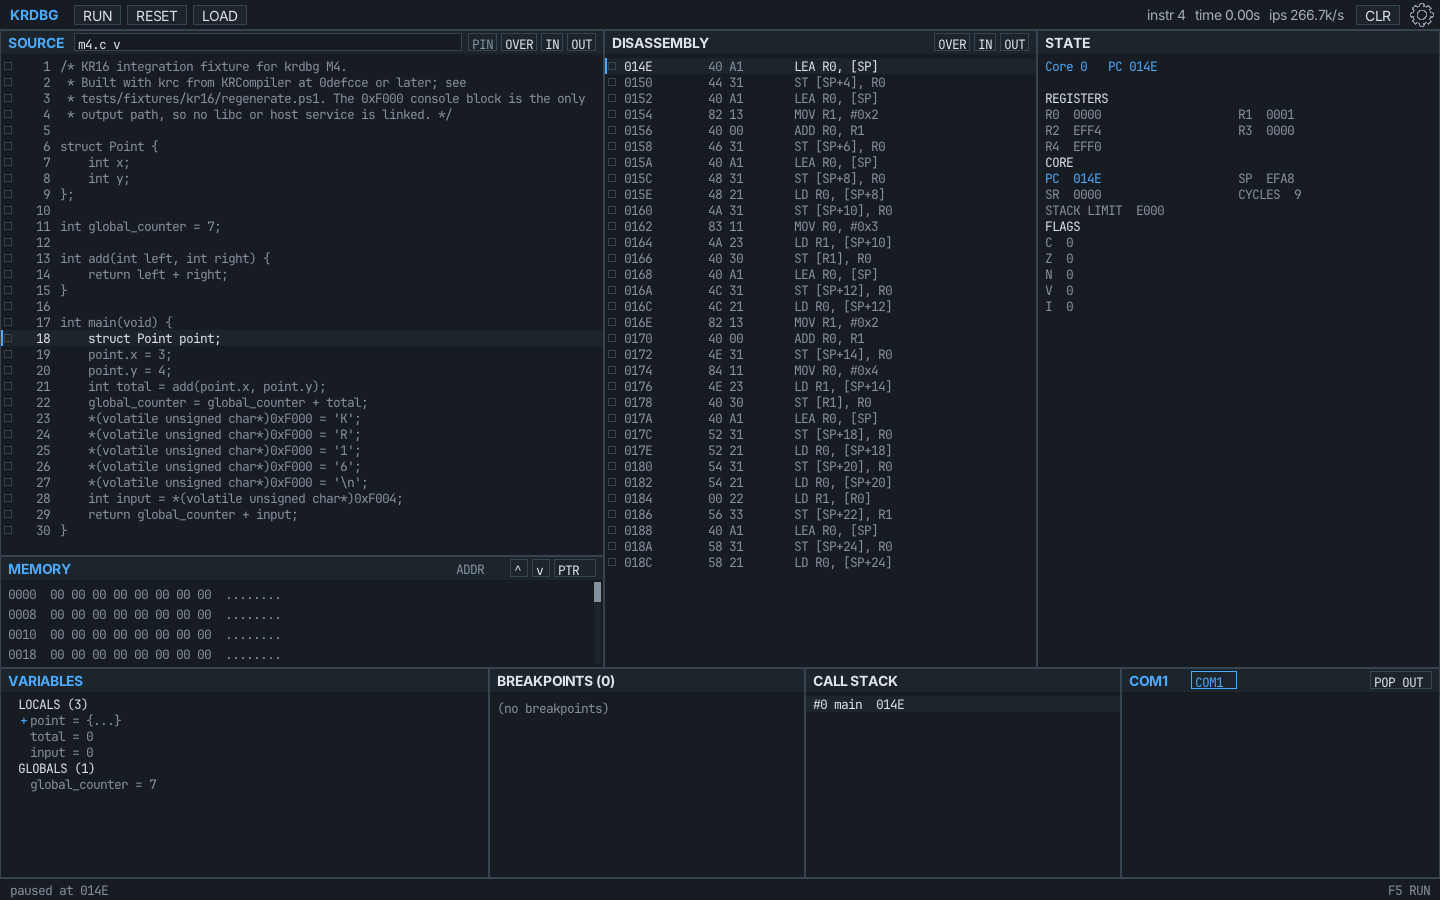 KRDBG RUN RESET LOAD instr 4 time 0.00s ips 266.7k/s CLR
SOURCE m4.c v PIN OVER IN OUT
1 /* KR16 integration fixture for krdbg M4.
2 * Built with krc from KRCompiler at 0defcce or later; see
3 * tests/fixtures/kr16/regenerate.ps1. The 0xF000 console block is the only
4 * output path, so no libc or host service is linked. */
5
6 struct Point {
7 int x;
8 int y;
9 };
10
11 int global_counter = 7;
12
13 int add(int left, int right) {
14 return left + right;
15 }
16
17 int main(void) {
18 struct Point point;
19 point.x = 3;
20 point.y = 4;
21 int total = add(point.x, point.y);
22 global_counter = global_counter + total;
23 *(volatile unsigned char*)0xF000 = 'K';
24 *(volatile unsigned char*)0xF000 = 'R';
25 *(volatile unsigned char*)0xF000 = '1';
26 *(volatile unsigned char*)0xF000 = '6';
27 *(volatile unsigned char*)0xF000 = '\n';
28 int input = *(volatile unsigned char*)0xF004;
29 return global_counter + input;
30 }
MEMORY ADDR ^ v PTR
0000 00 00 00 00 00 00 00 00 ........
0008 00 00 00 00 00 00 00 00 ........
0010 00 00 00 00 00 00 00 00 ........
0018 00 00 00 00 00 00 00 00 ........
DISASSEMBLY OVER IN OUT
014E 40 A1 LEA R0, [SP]
0150 44 31 ST [SP+4], R0
0152 40 A1 LEA R0, [SP]
0154 82 13 MOV R1, #0x2
0156 40 00 ADD R0, R1
0158 46 31 ST [SP+6], R0
015A 40 A1 LEA R0, [SP]
015C 48 31 ST [SP+8], R0
015E 48 21 LD R0, [SP+8]
0160 4A 31 ST [SP+10], R0
0162 83 11 MOV R0, #0x3
0164 4A 23 LD R1, [SP+10]
0166 40 30 ST [R1], R0
0168 40 A1 LEA R0, [SP]
016A 4C 31 ST [SP+12], R0
016C 4C 21 LD R0, [SP+12]
016E 82 13 MOV R1, #0x2
0170 40 00 ADD R0, R1
0172 4E 31 ST [SP+14], R0
0174 84 11 MOV R0, #0x4
0176 4E 23 LD R1, [SP+14]
0178 40 30 ST [R1], R0
017A 40 A1 LEA R0, [SP]
017C 52 31 ST [SP+18], R0
017E 52 21 LD R0, [SP+18]
0180 54 31 ST [SP+20], R0
0182 54 21 LD R0, [SP+20]
0184 00 22 LD R1, [R0]
0186 56 33 ST [SP+22], R1
0188 40 A1 LEA R0, [SP]
018A 58 31 ST [SP+24], R0
018C 58 21 LD R0, [SP+24]
STATE
Core 0 PC 014E
REGISTERS
R0 0000 R1 0001
R2 EFF4 R3 0000
R4 EFF0
CORE
PC 014E SP EFA8
SR 0000 CYCLES 9
STACK LIMIT E000
FLAGS
C 0
Z 0
N 0
V 0
I 0
VARIABLES
LOCALS (3)
+point = {...}
total = 0
input = 0
GLOBALS (1)
global_counter = 7
BREAKPOINTS (0)
(no breakpoints)
CALL STACK
#0 main 014E
COM1 COM1 POP OUT
paused at 014E F5 RUN